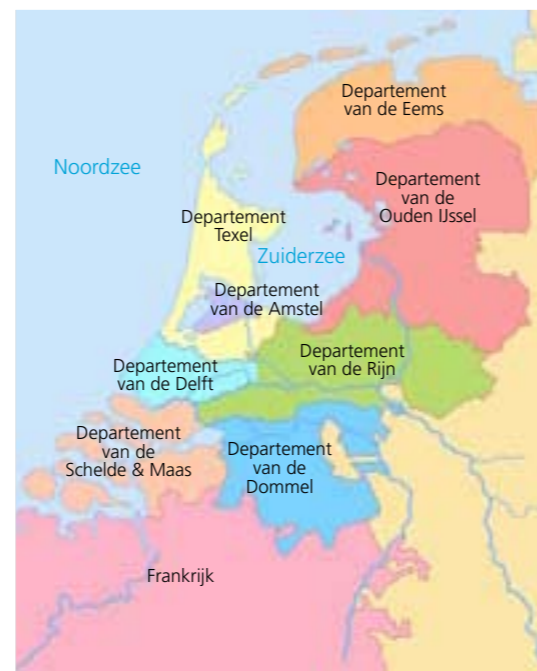 Departement
van de Eems
Noordzee
Departement
van de
Ouden IJssel
Departement
Texel
Zuiderzee
Departement
van de Amstel
Departement
van de Rijn
Departement
van de Delft
Departement
van de
Schelde & Maas
Departement
van de
Dommel
Frankrijk